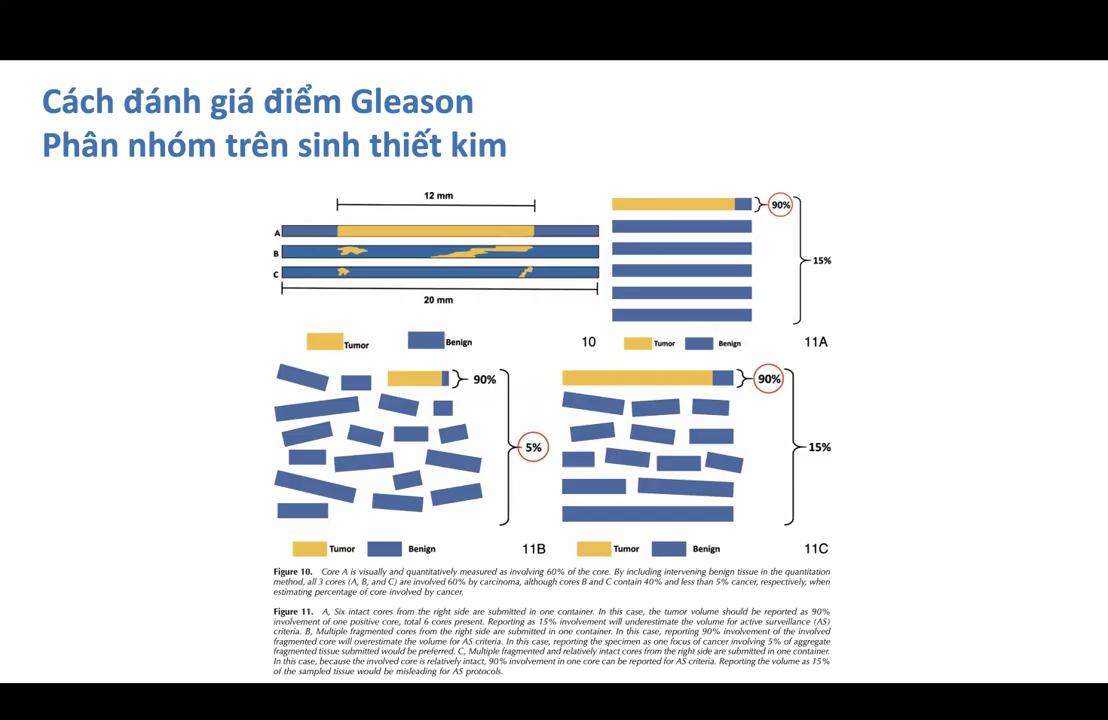 Cách đánh giá điểm Gleason
Phân nhóm trên sinh thiết kim
12 mm
A
B
C
20 mm
Tumor
Benign
10
90%
15%
Tumor
Benign
11A
90%
5%
Tumor
Benign
11B
90%
15%
Tumor
Benign
11C
Figure 10. Core A is visually and quantitatively measured as involving 60% of the core. By including intervening benign tissue in the quantitation
method, all 3 cores (A, B, and C) are involved 60% by carcinoma, although cores B and C contain 40% and less than 5% cancer, respectively, when
estimating percentage of core involved by cancer.
Figure 11. A, Six intact cores from the right side are submitted in one container. In this case, the tumor volume should be reported as 90%
involvement of one positive core, total 6 cores present. Reporting as 15% involvement will underestimate the volume for active surveillance (AS)
criteria. B, Multiple fragmented cores from the right side are submitted in one container. In this case, reporting 90% involvement of the involved
fragmented core will overestimate the volume for AS criteria. In this case, reporting the specimen as one focus of cancer involving 5% of aggregate
fragmented tissue submitted would be preferred. C, Multiple fragmented and relatively intact cores from the right side are submitted in one container.
In this case, because the involved core is relatively intact, 90% involvement in one core can be reported for AS criteria. Reporting the volume as 15%
of the sampled tissue would be misleading for AS protocols.